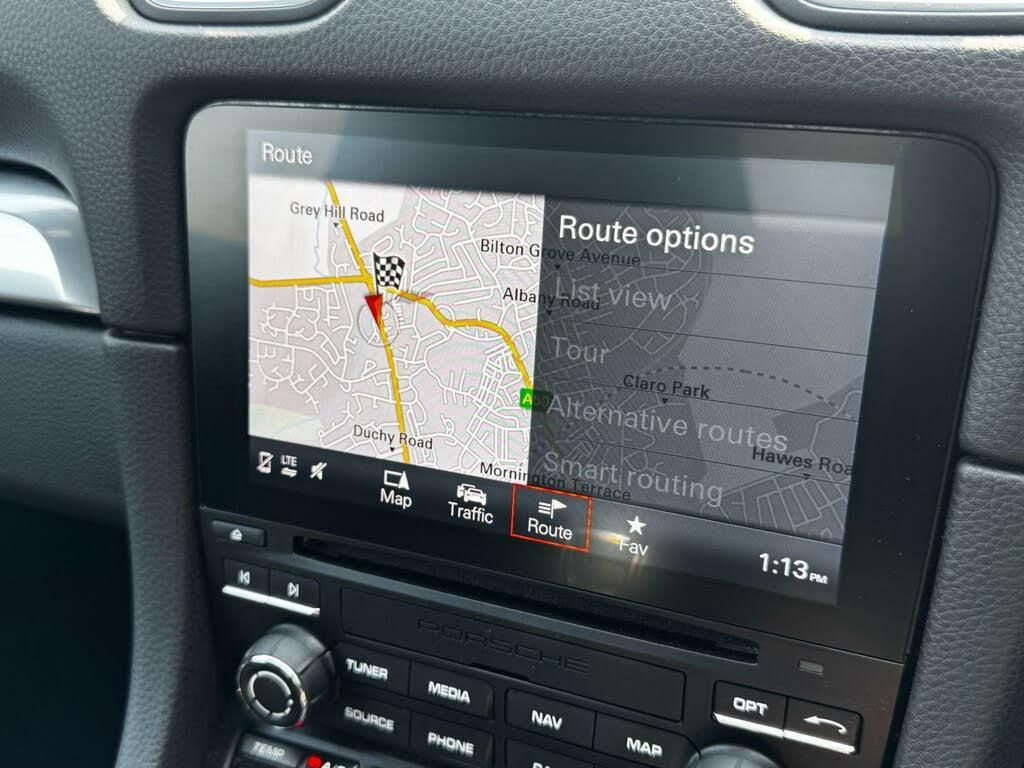 Route
Grey Hill Road
Route options
Bilton Grove Avenue
List view
Albany Road
Tour
Claro Park
Alternative routes
Duchy Road
Hawes Roa
Smart routing
Mornington Terrace
LTE
Map
Traffic
Route
Fav
1:13 PM
PORSCHE
TUNER
MEDIA
NAV
OPT
SOURCE
PHONE
MAP
TEMP